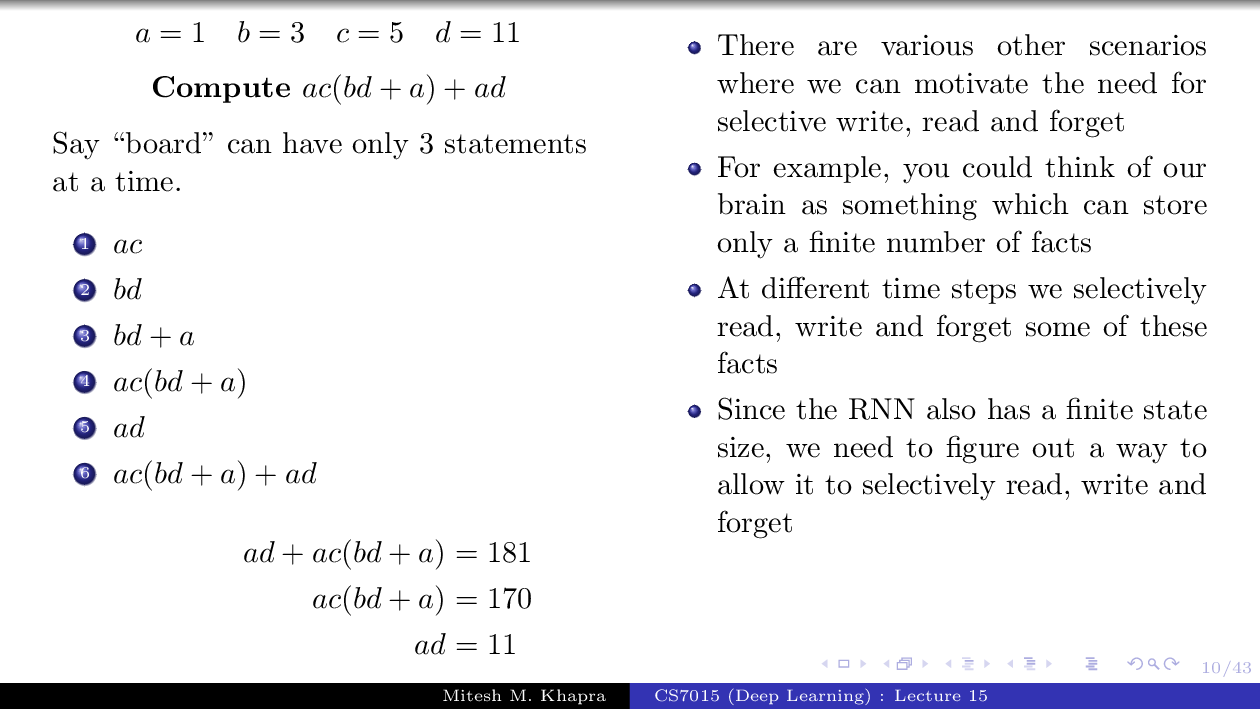 a = 1 b = 3 c = 5 d = 11
Compute ac(bd + a) + ad
Say “board” can have only 3 statements
at a time.
1 ac
2 bd
3 bd + a
4 ac(bd + a)
5 ad
6 ac(bd + a) + ad
ad + ac(bd + a) = 181
ac(bd + a) = 170
ad = 11
There are various other scenarios
where we can motivate the need for
selective write, read and forget
For example, you could think of our
brain as something which can store
only a finite number of facts
At different time steps we selectively
read, write and forget some of these
facts
Since the RNN also has a finite state
size, we need to figure out a way to
allow it to selectively read, write and
forget
10/43
Mitesh M. Khapra
CS7015 (Deep Learning) : Lecture 15